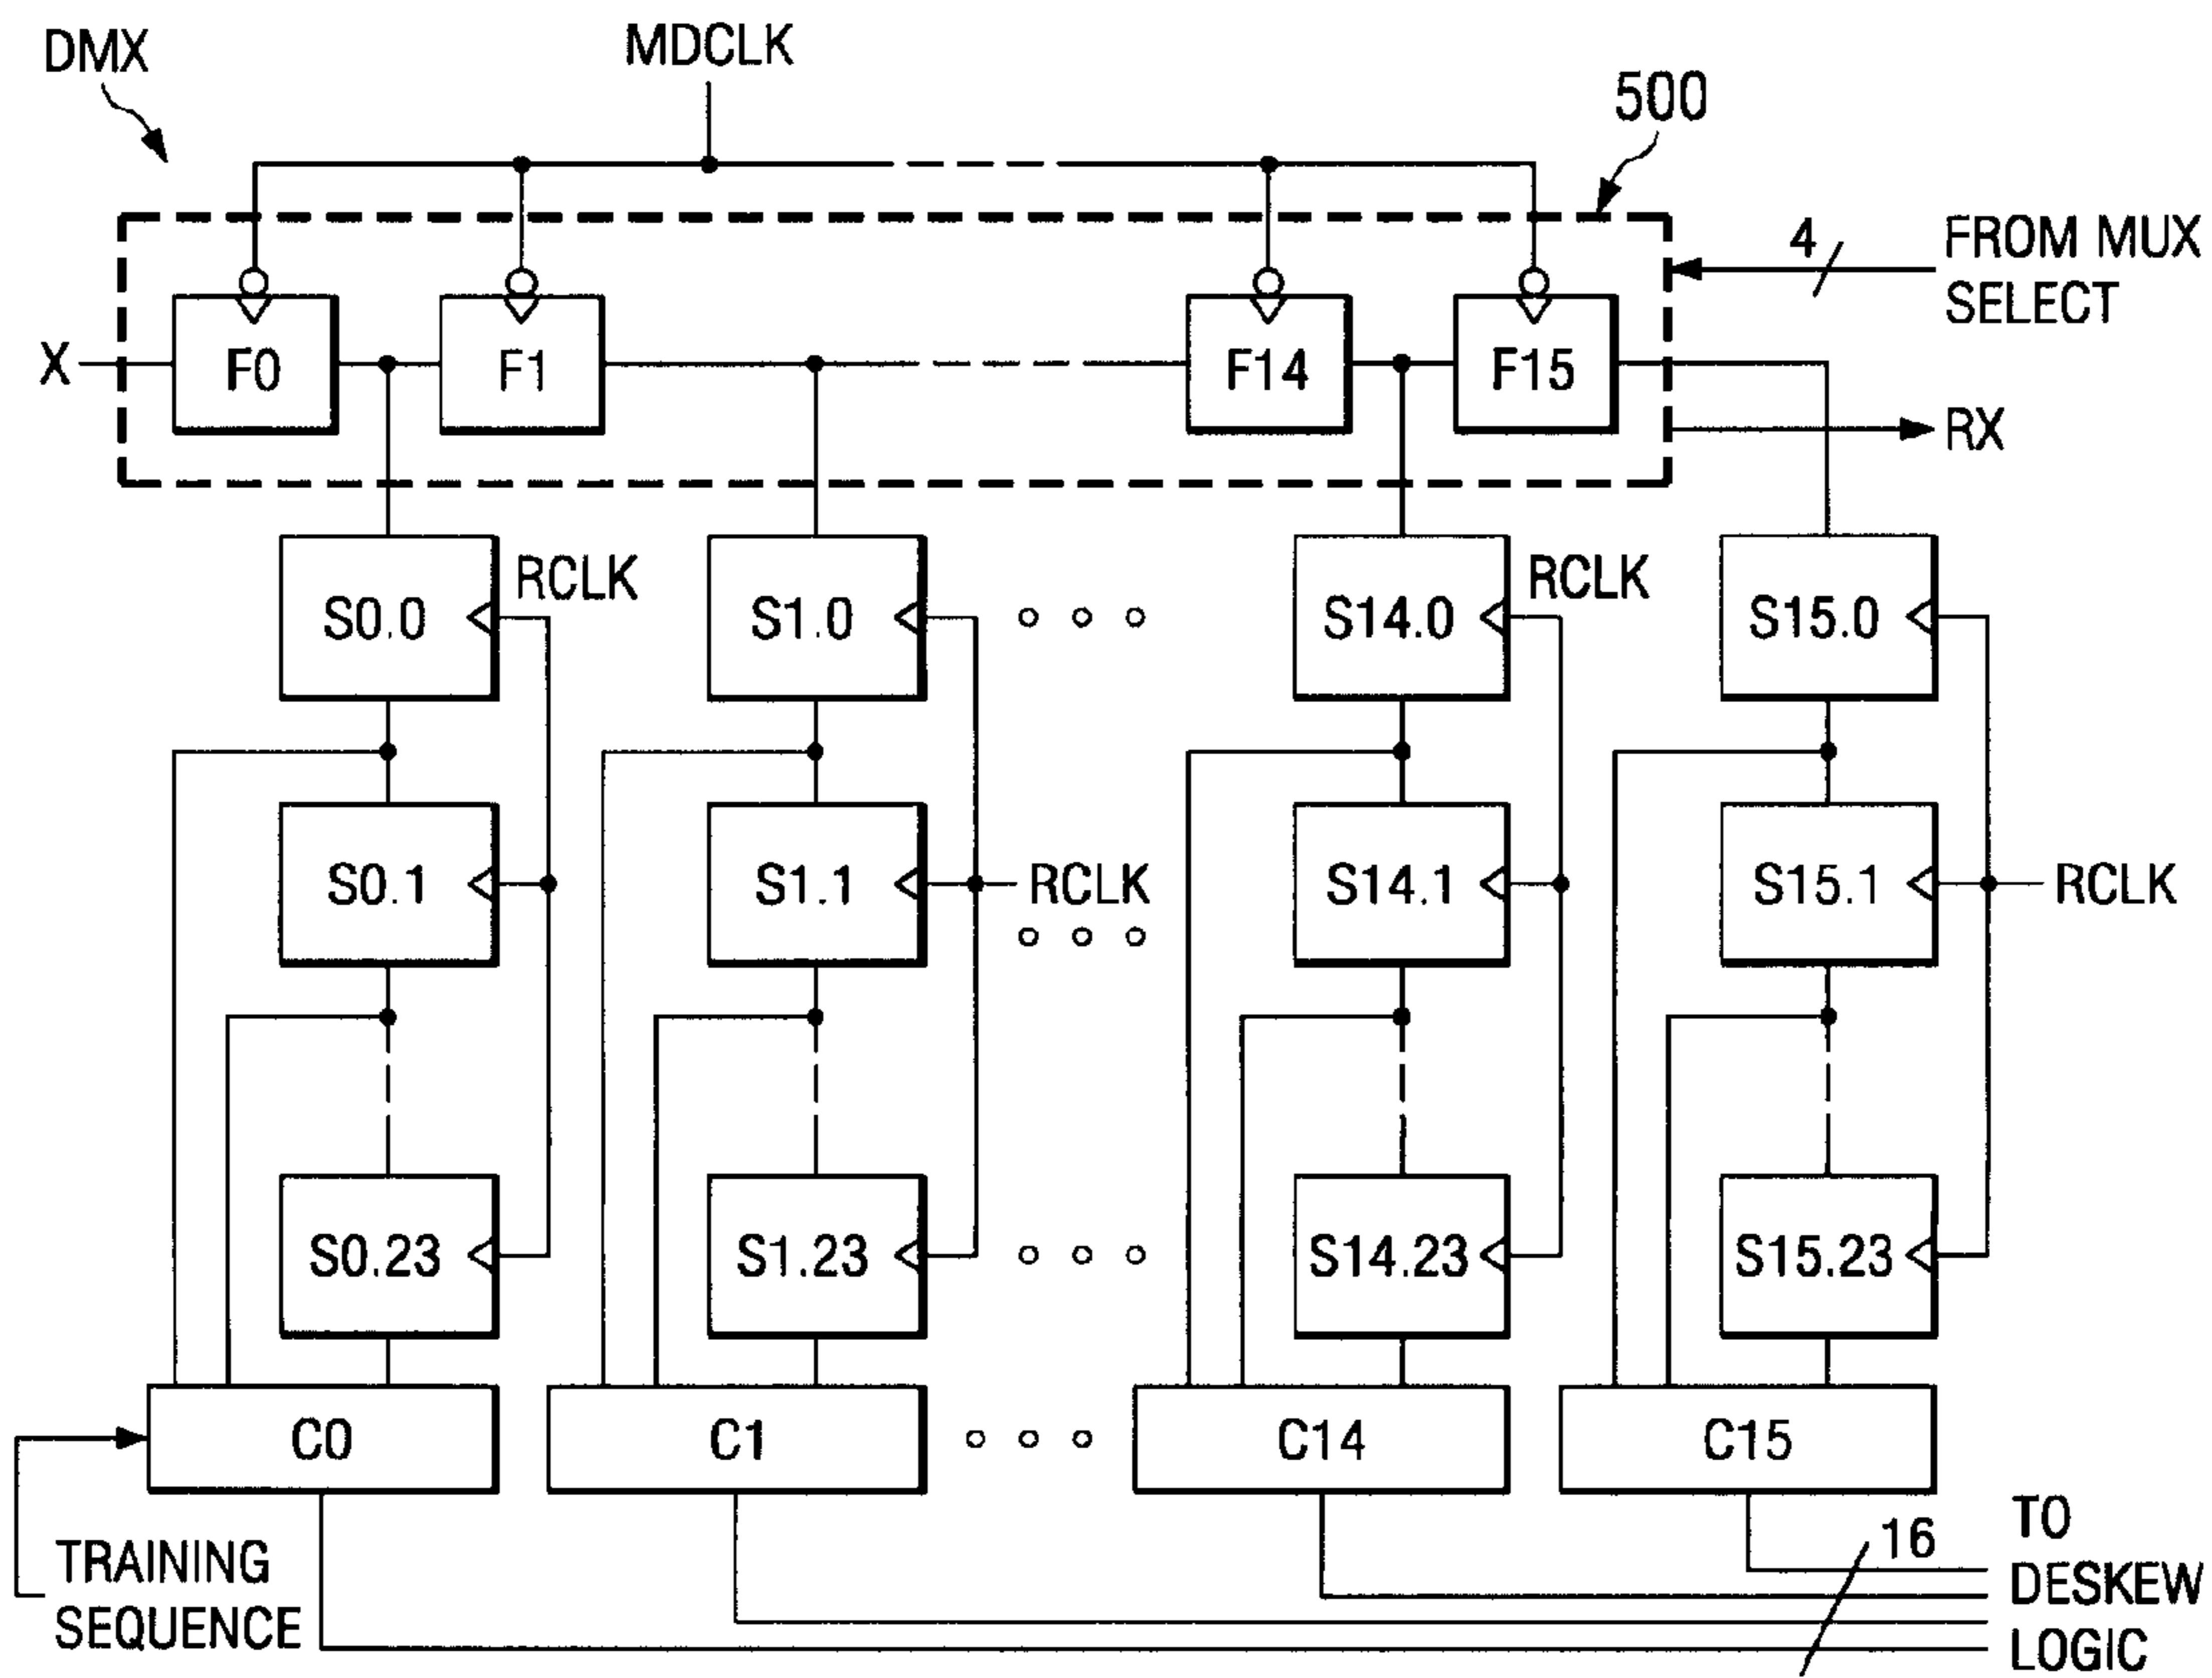 DMX
MDCLK
500
4
FROM MUX
SELECT
X
F0
F1
F14
F15
RX
S0.0
RCLK
S1.0
S14.0
RCLK
S15.0
S0.1
S1.1
RCLK
S14.1
S15.1
RCLK
S0.23
S1.23
S14.23
S15.23
C0
C1
C14
C15
TRAINING
SEQUENCE
16
TO
DESKEW
LOGIC